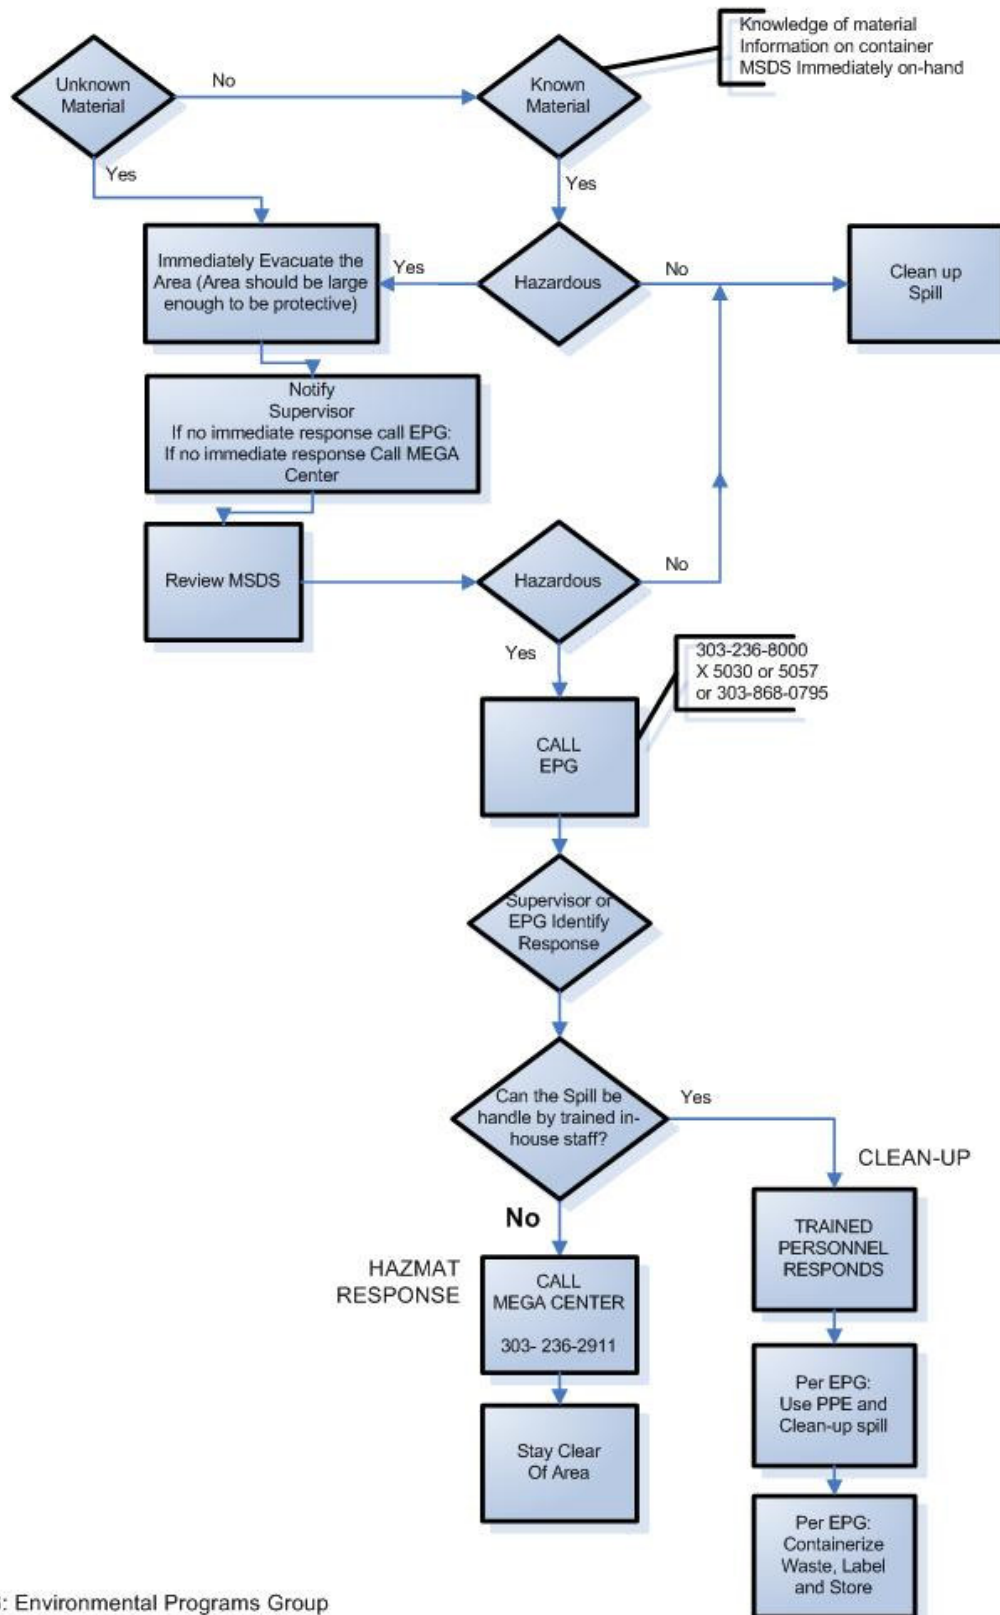 Unknown
Material
No
Known
Material
Knowledge of material
Information on container
MSDS Immediately on-hand
Yes
Yes
Immediately Evacuate the
Area (Area should be large
enough to be protective)
Yes
Hazardous
No
Clean up
Spill
Notify
Supervisor
If no immediate response call EPG:
If no immediate response Call MEGA
Center
Review MSDS
Hazardous
No
Yes
303-236-8000
X 5030 or 5057
or 303-868-0795
CALL
EPG
Supervisor or
EPG Identify
Response
Can the Spill be
handle by trained in-
house staff?
Yes
No
CLEAN-UP
TRAINED
PERSONNEL
RESPONDS
HAZMAT
RESPONSE
CALL
MEGA CENTER
303- 236-2911
Per EPG:
Use PPE and
Clean-up spill
Stay Clear
Of Area
Per EPG:
Containerize
Waste, Label
and Store
: Environmental Programs Group